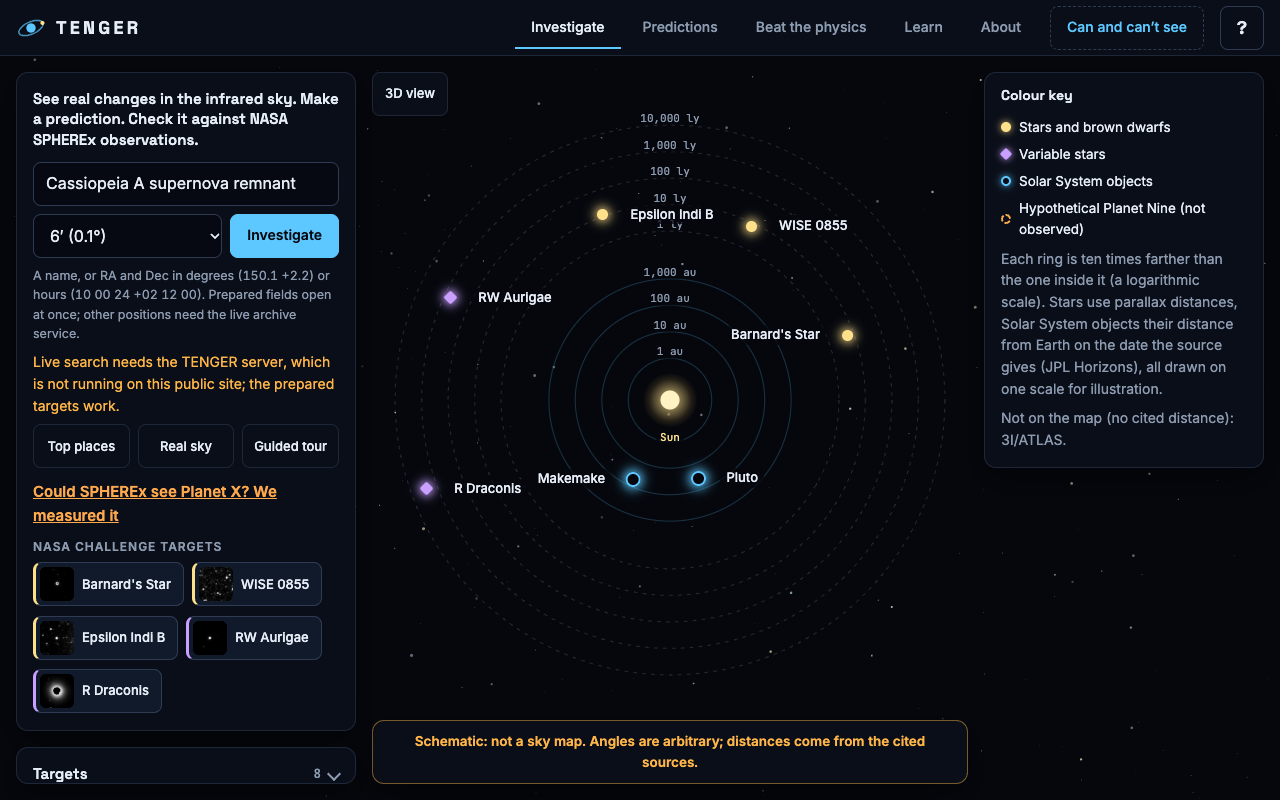 TENGER
Investigate
Predictions
Beat the physics
Learn
About
Can and can't see
?
See real changes in the infrared sky. Make
a prediction. Check it against NASA
SPHEREx observations.
Cassiopeia A supernova remnant
6′ (0.1°)
Investigate
A name, or RA and Dec in degrees (150.1 +2.2) or
hours (10 00 24 +02 12 00). Prepared fields open
at once; other positions need the live archive
service.
Live search needs the TENGER server, which
is not running on this public site; the prepared
targets work.
Top places
Real sky
Guided tour
Could SPHEREx see Planet X? We
measured it
NASA CHALLENGE TARGETS
Barnard's Star
WISE 0855
Epsilon Indi B
RW Aurigae
R Draconis
Targets
8
3D view
10,000 ly
1,000 ly
100 ly
10 ly
Epsilon Indi B
1 ly
WISE 0855
1,000 au
RW Aurigae
100 au
10 au
Barnard's Star
1 au
Sun
Makemake
Pluto
R Draconis
Schematic: not a sky map. Angles are arbitrary; distances come from the cited
sources.
Colour key
Stars and brown dwarfs
Variable stars
Solar System objects
Hypothetical Planet Nine (not
observed)
Each ring is ten times farther than
the one inside it (a logarithmic
scale). Stars use parallax distances,
Solar System objects their distance
from Earth on the date the source
gives (JPL Horizons), all drawn on
one scale for illustration.
Not on the map (no cited distance):
3I/ATLAS.